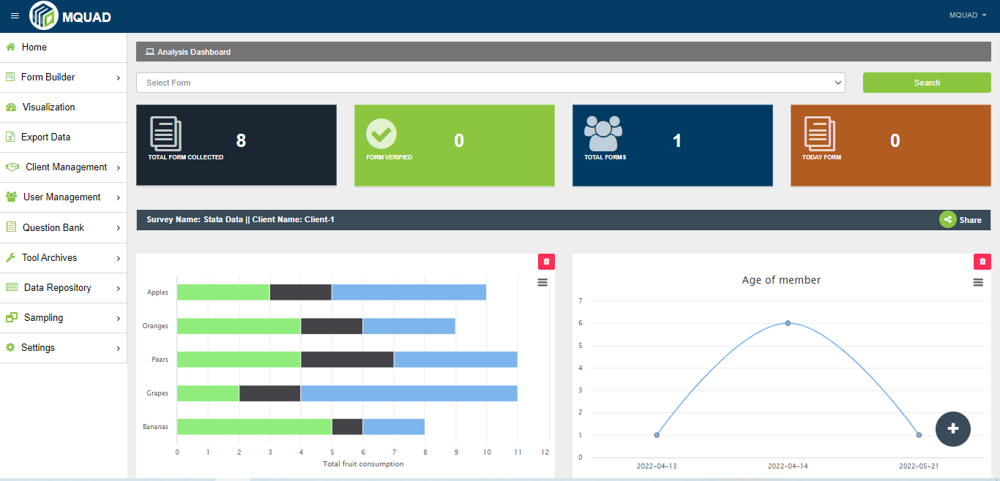 MQUAD
MQUAD
Home
Form Builder
Visualization
Export Data
Client Management
User Management
Question Bank
Tool Archives
Data Repository
Sampling
Settings
Analysis Dashboard
Select Form
Search
8
TOTAL FORM COLLECTED
0
FORM VERIFIED
1
TOTAL FORMS
0
TODAY FORM
Survey Name: Stata Data || Client Name: Client-1
Share
Apples
Oranges
Pears
Grapes
Bananas
0 1 2 3 4 5 6 7 8 9 10 11 12
Total fruit consumption
Age of member
7
6
5
4
3
2
1
0
2022-04-13 2022-04-14 2022-05-21